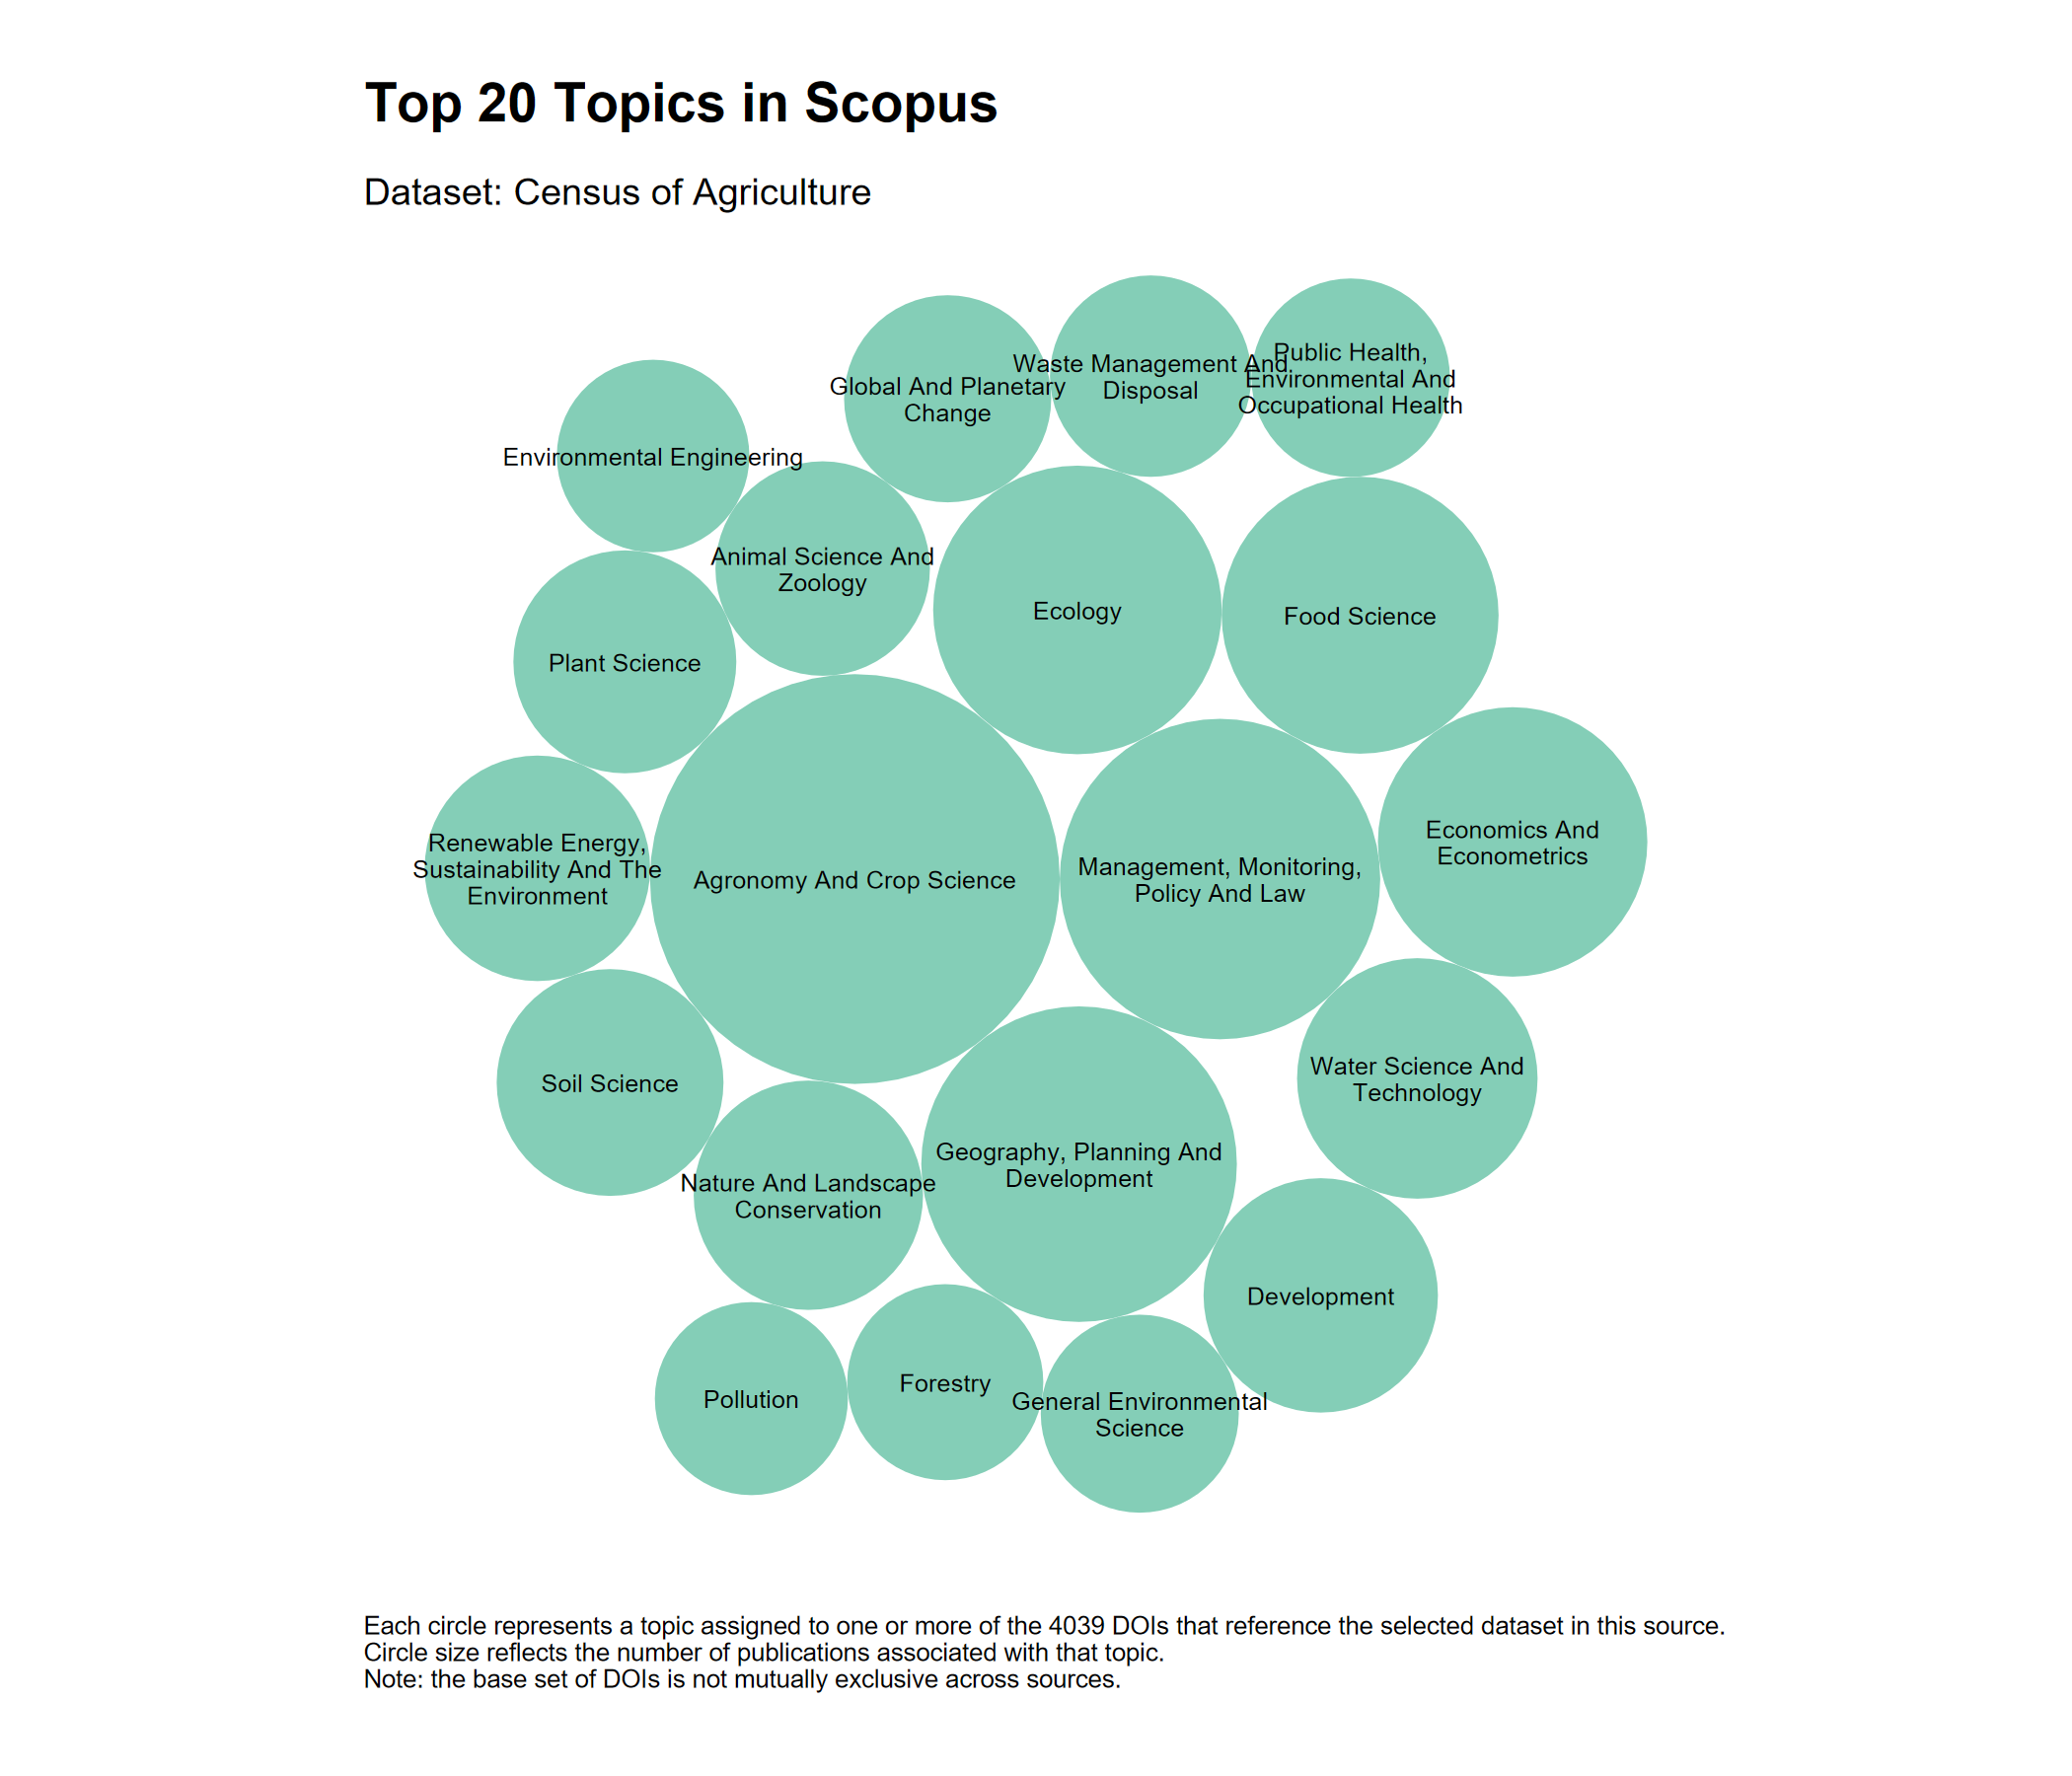 Top 20 Topics in Scopus
Dataset: Census of Agriculture
Waste Management And
Disposal
Public Health,
Environmental And
Occupational Health
Global And Planetary
Change
Environmental Engineering
Animal Science And
Zoology
Ecology
Food Science
Plant Science
Economics And
Econometrics
Renewable Energy,
Sustainability And The
Environment
Agronomy And Crop Science
Management, Monitoring,
Policy And Law
Soil Science
Water Science And
Technology
Geography, Planning And
Development
Nature And Landscape
Conservation
Development
Pollution
Forestry
General Environmental
Science
Each circle represents a topic assigned to one or more of the 4039 DOIs that reference the selected dataset in this source.
Circle size reflects the number of publications associated with that topic.
Note: the base set of DOIs is not mutually exclusive across sources.